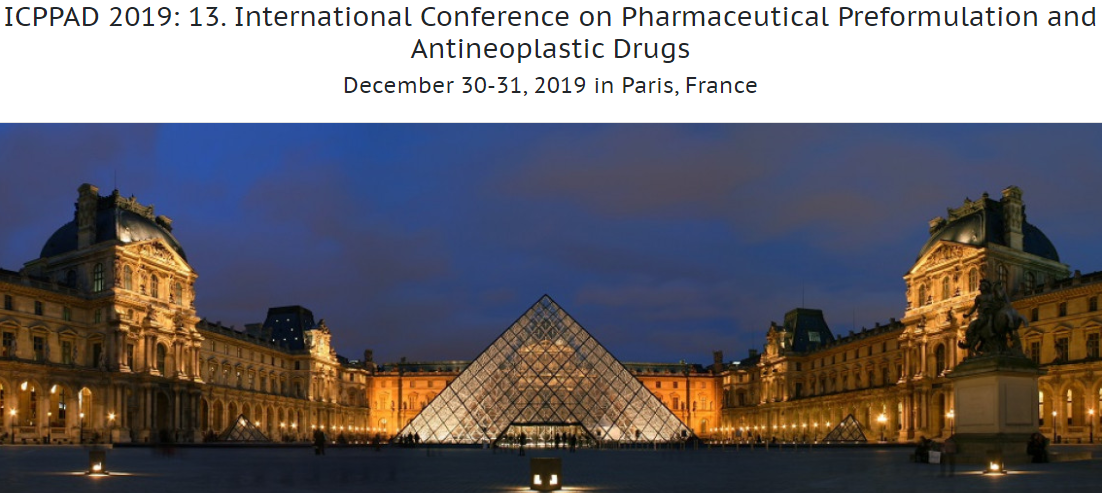 ICPPAD 2019: 13. International Conference on Pharmaceutical Preformulation and
Antineoplastic Drugs
December 30-31, 2019 in Paris, France